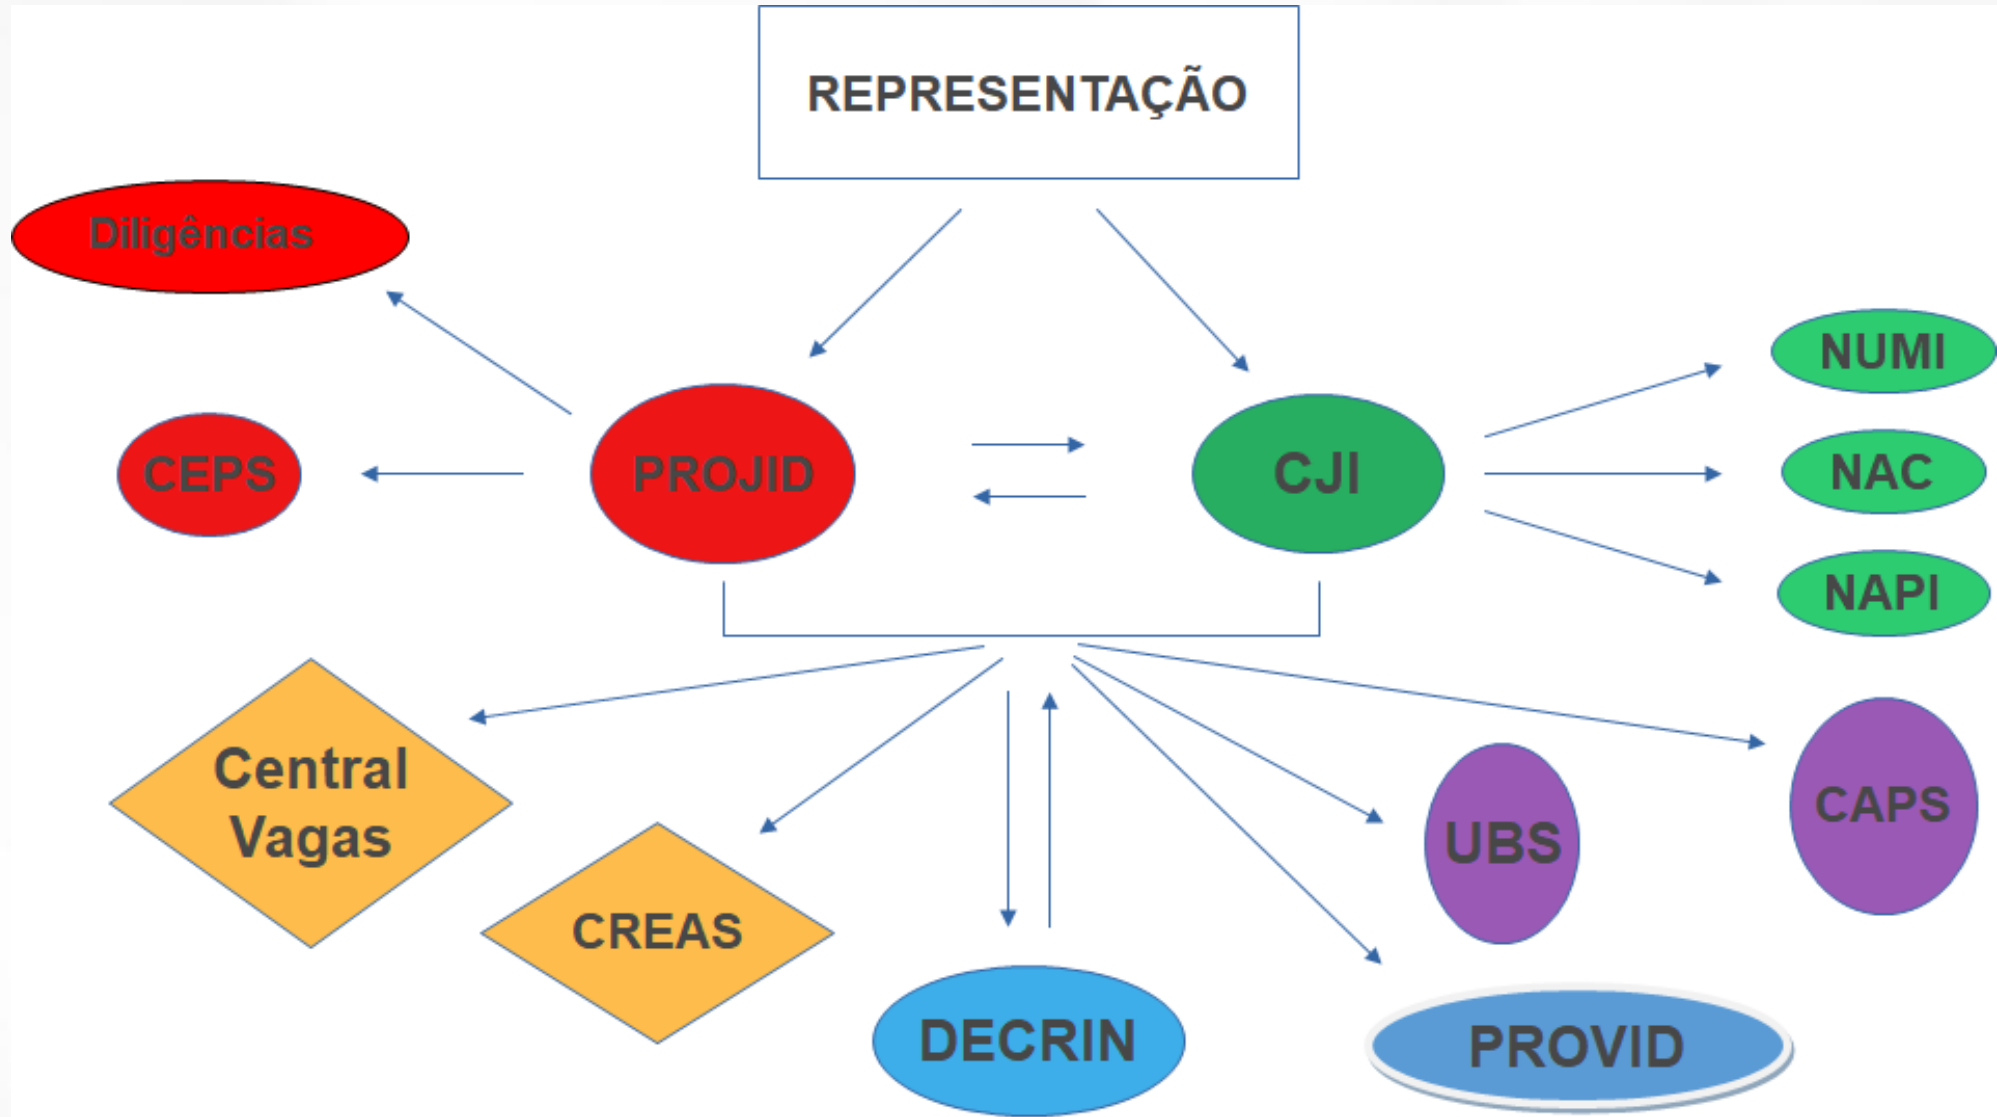 REPRESENTAÇÃO
Diligências
NUMI
CEPS
PROJID
CJI
NAC
NAPI
Central
Vagas
CREAS
UBS
CAPS
DECRIN
PROVID